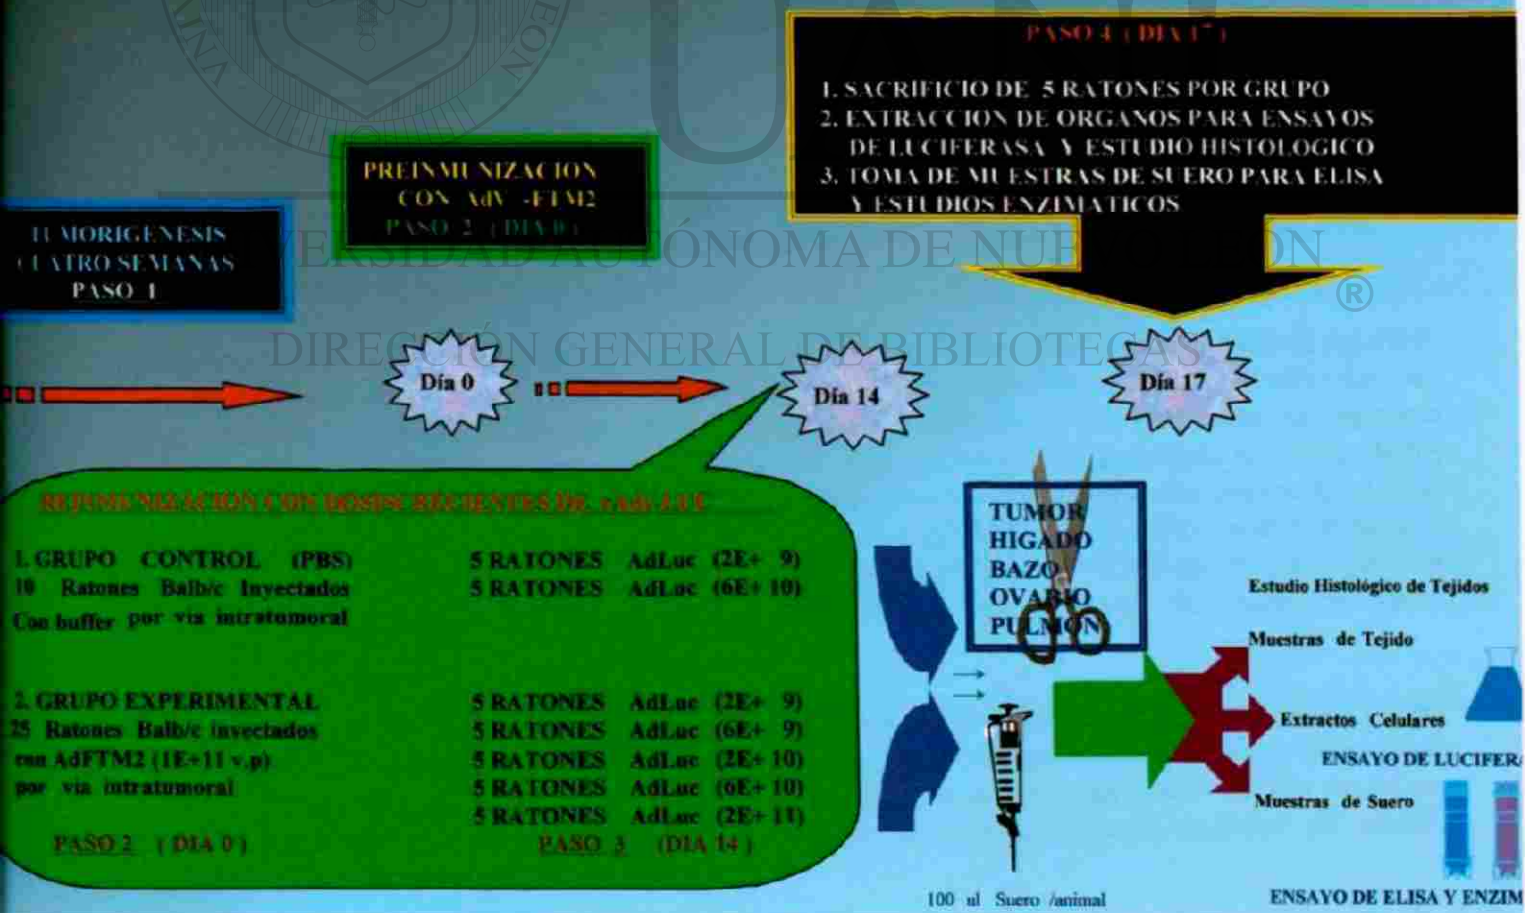 PASO 4 ( DIA 17 )
1. SACRIFICIO DE 5 RATONES POR GRUPO
2. EXTRACCION DE ORGANOS PARA ENSAYOS
DE LUCIFERASA Y ESTUDIO HISTOLOGICO
3. TOMA DE MUESTRAS DE SUERO PARA ELISA
Y ESTUDIOS ENZIMATICOS
PREINMUNIZACION
CON AdV -FTM2
PASO 2 ( DIA 0 )
TUMORIGENESIS
CUATRO SEMANAS
PASO 1
VERSIDAD AUTÓNOMA DE NUEVO LEÓN
®
DIRECCIÓN GENERAL DE BIBLIOTECAS
Día 0
Día 14
Día 17
REINMUNIZACION CON DOSIS CRECIENTES DE
1. GRUPO CONTROL (PBS) 5 RATONES AdLuc (2E+ 9)
10 Ratones Balb/c Inyectados 5 RATONES AdLuc (6E+ 10)
Con buffer por via intratumoral
2. GRUPO EXPERIMENTAL 5 RATONES AdLuc (2E+ 9)
25 Ratones Balb/c inyectados 5 RATONES AdLuc (6E+ 9)
con AdFTM2 (1E+11 v.p) 5 RATONES AdLuc (2E+ 10)
por via intratumoral 5 RATONES AdLuc (6E+ 10)
5 RATONES AdLuc (2E+ 11)
PASO 2 ( DIA 0 ) PASO 3 (DIA 14 )
TUMOR
HIGADO
BAZO
OVARIO
PULMON
100 ul Suero /animal
Estudio Histológico de Tejidos
Muestras de Tejido
Extractos Celulares
ENSAYO DE LUCIFERA
Muestras de Suero
ENSAYO DE ELISA Y ENZIM